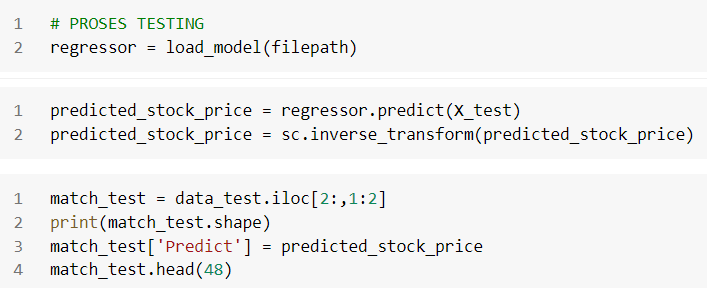 1 # PROSES TESTING
2 regressor = load_model(filepath)
1 predicted_stock_price = regressor.predict(X_test)
2 predicted_stock_price = sc.inverse_transform(predicted_stock_price)
1 match_test = data_test.iloc[2:,1:2]
2 print(match_test.shape)
3 match_test['Predict'] = predicted_stock_price
4 match_test.head(48)